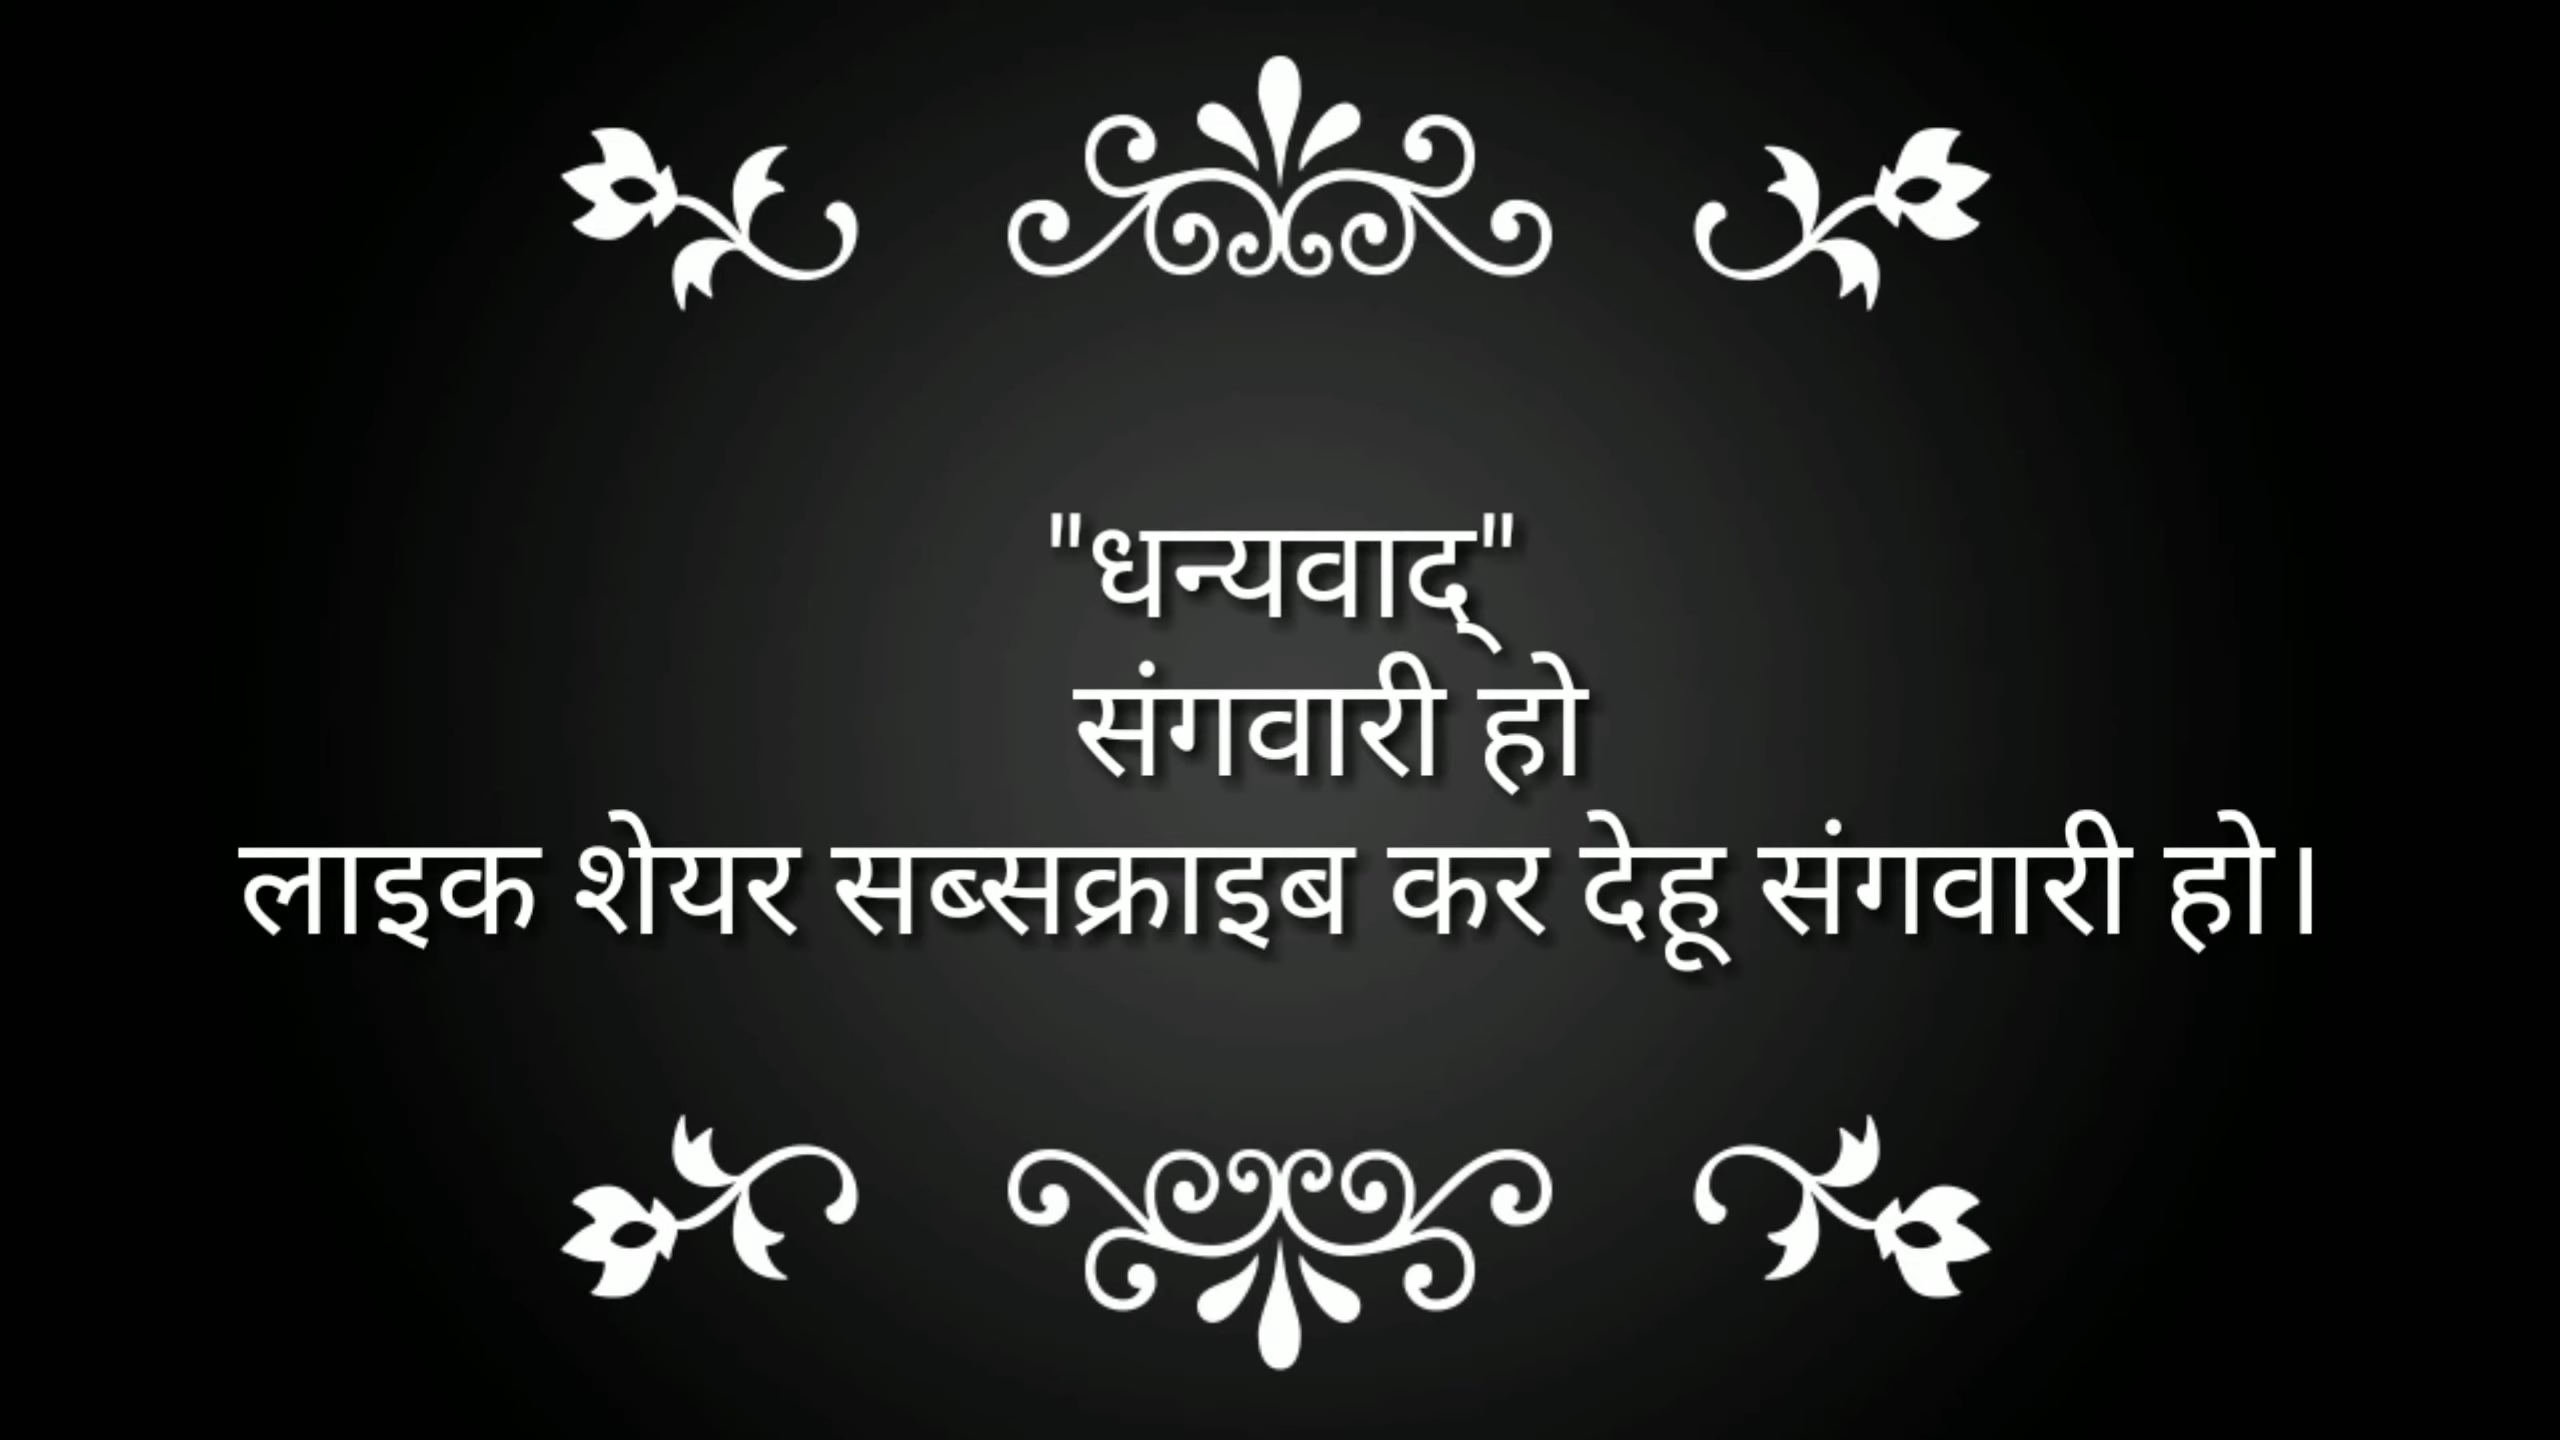 "धन्यवाद्"
संगवारी हो
लाइक शेयर सब्सक्राइब कर देहू संगवारी हो।